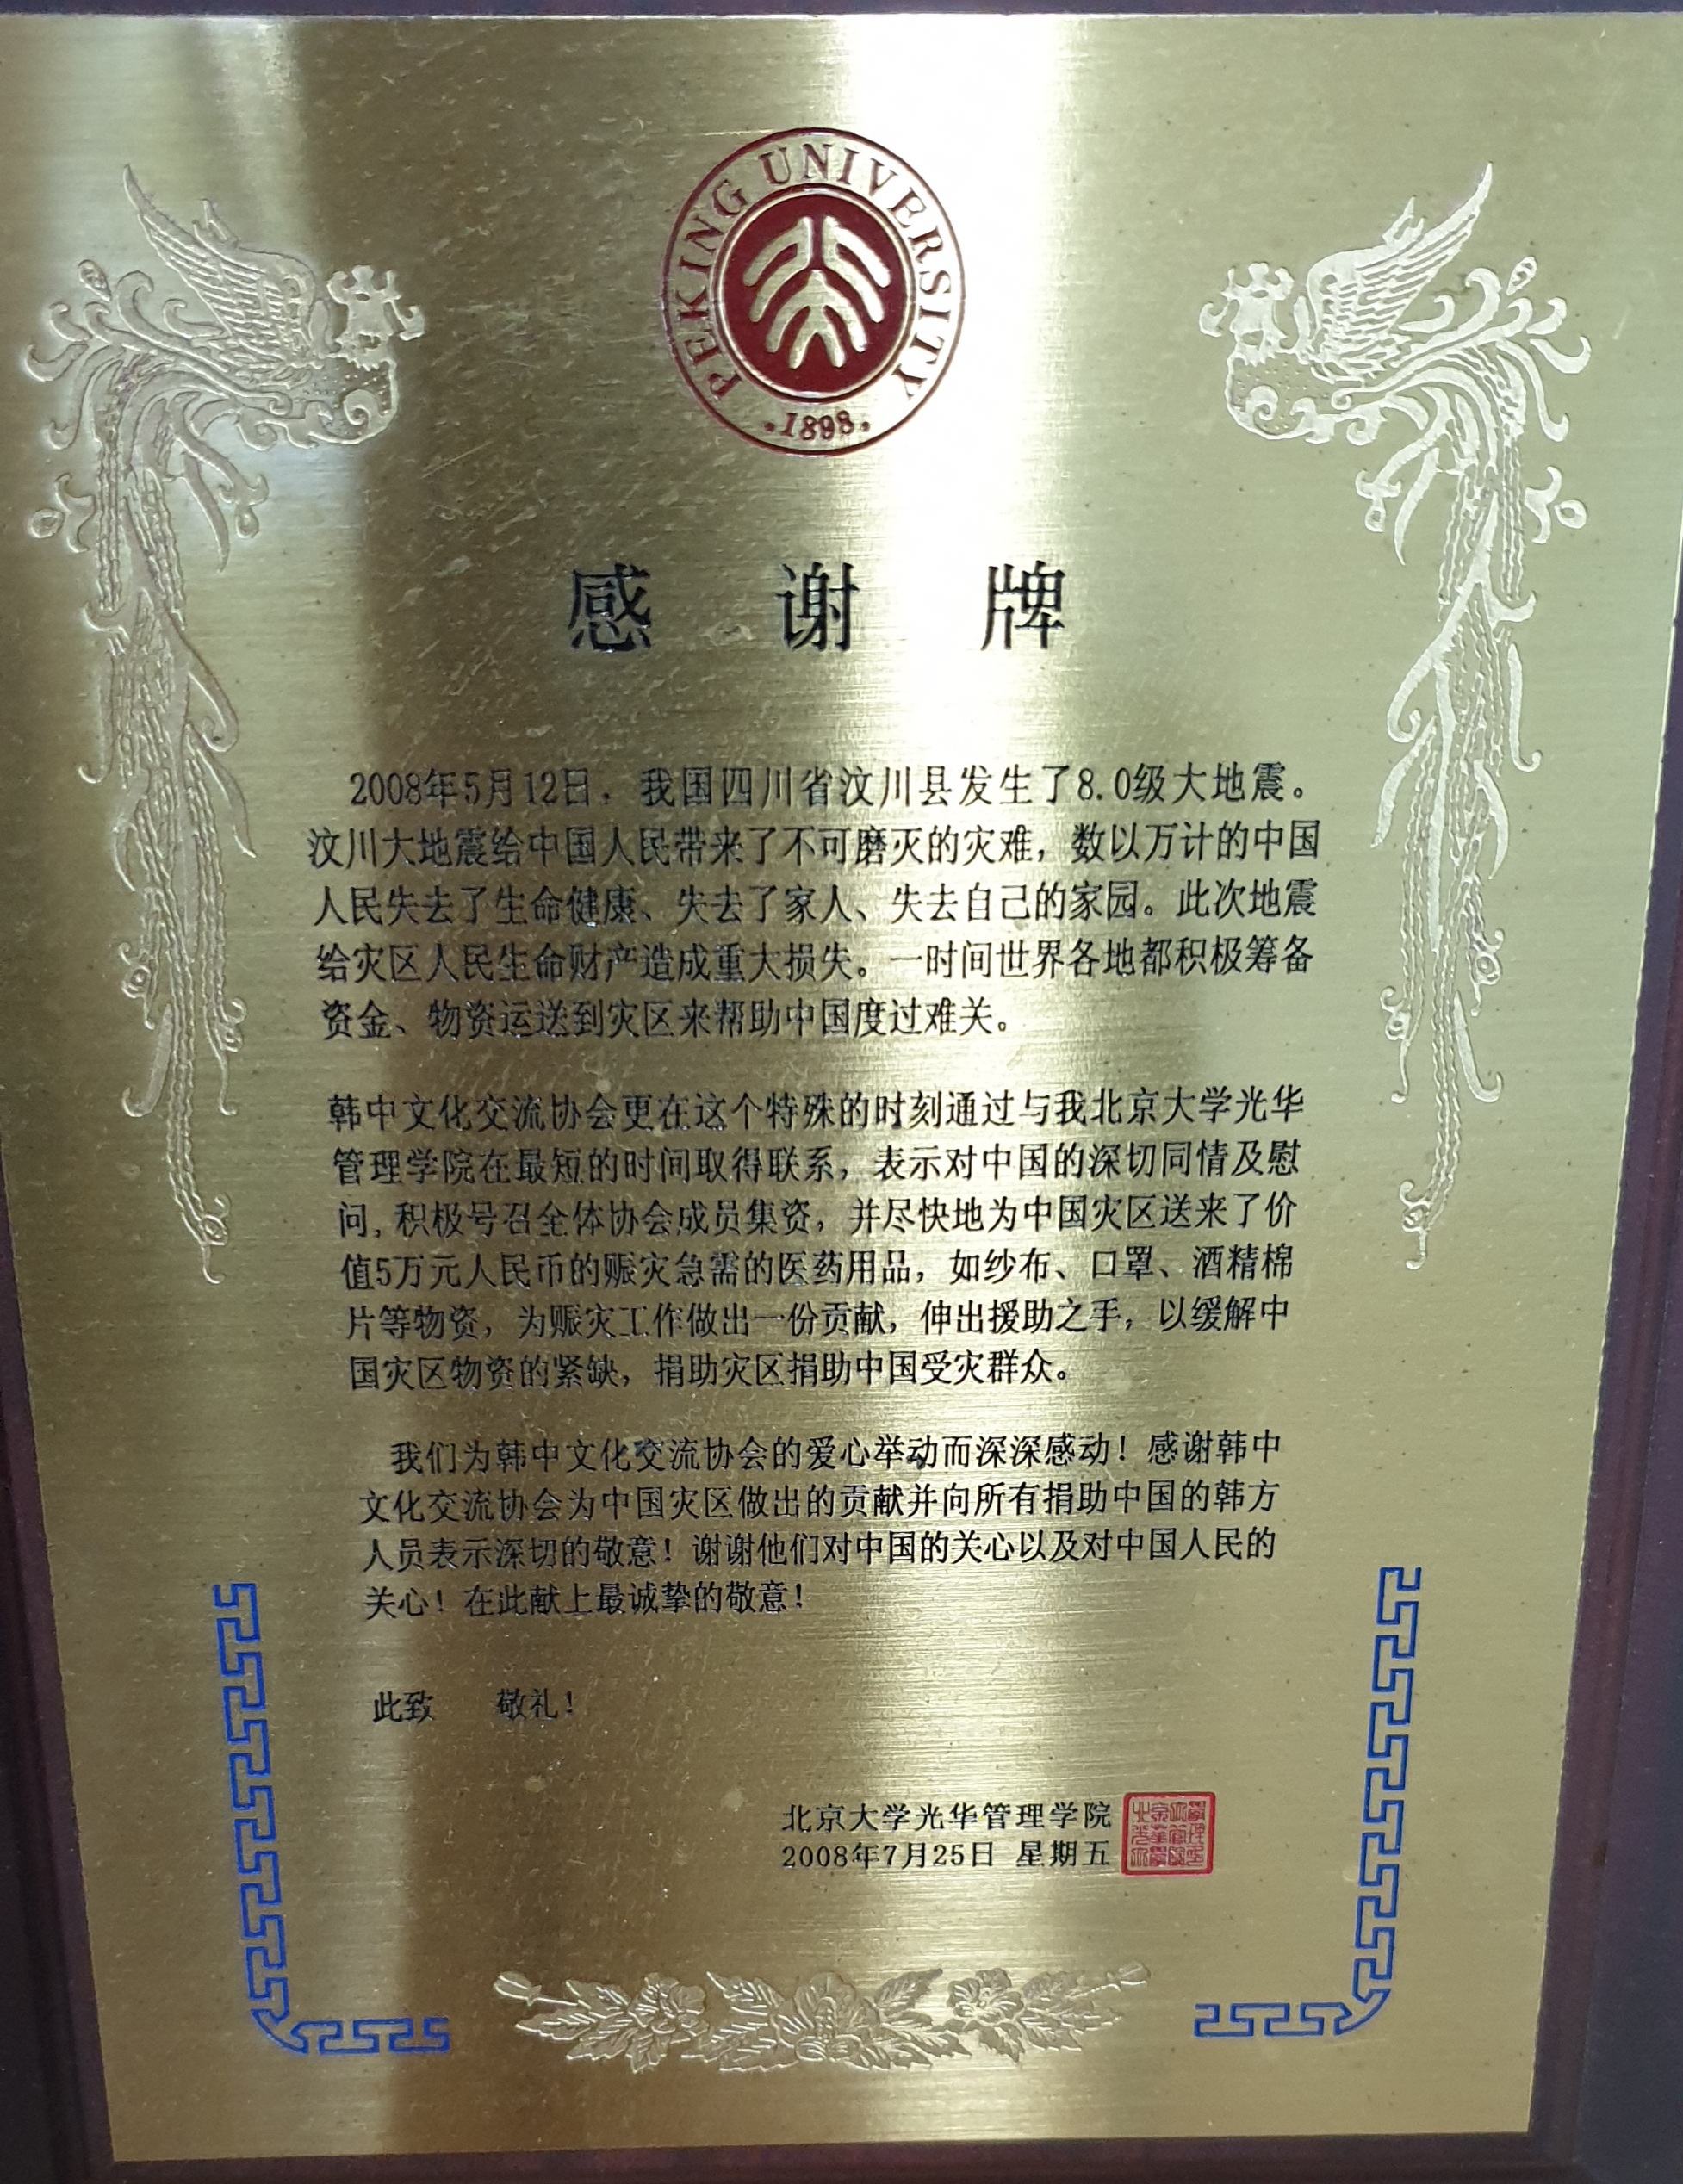 PEKING UNIVERSITY
·1898·
感 谢 牌
2008年5月12日，我国四川省汶川县发生了8.0级大地震。
汶川大地震给中国人民带来了不可磨灭的灾难，数以万计的中国
人民失去了生命健康、失去了家人、失去自己的家园。此次地震
给灾区人民生命财产造成重大损失。一时间世界各地都积极筹备
资金、物资运送到灾区来帮助中国度过难关。
韩中文化交流协会更在这个特殊的时刻通过与我北京大学光华
管理学院在最短的时间取得联系，表示对中国的深切同情及慰
问，积极号召全体协会成员集资，并尽快地为中国灾区送来了价
值5万元人民币的赈灾急需的医药用品，如纱布、口罩、酒精棉
片等物资，为赈灾工作做出一份贡献，伸出援助之手，以缓解中
国灾区物资的紧缺，捐助灾区捐助中国受灾群众。
我们为韩中文化交流协会的爱心举动而深深感动！感谢韩中
文化交流协会为中国灾区做出的贡献并向所有捐助中国的韩方
人员表示深切的敬意！谢谢他们对中国的关心以及对中国人民的
关心！在此献上最诚挚的敬意！
此致 敬礼！
北京大学光华管理学院
2008年7月25日 星期五